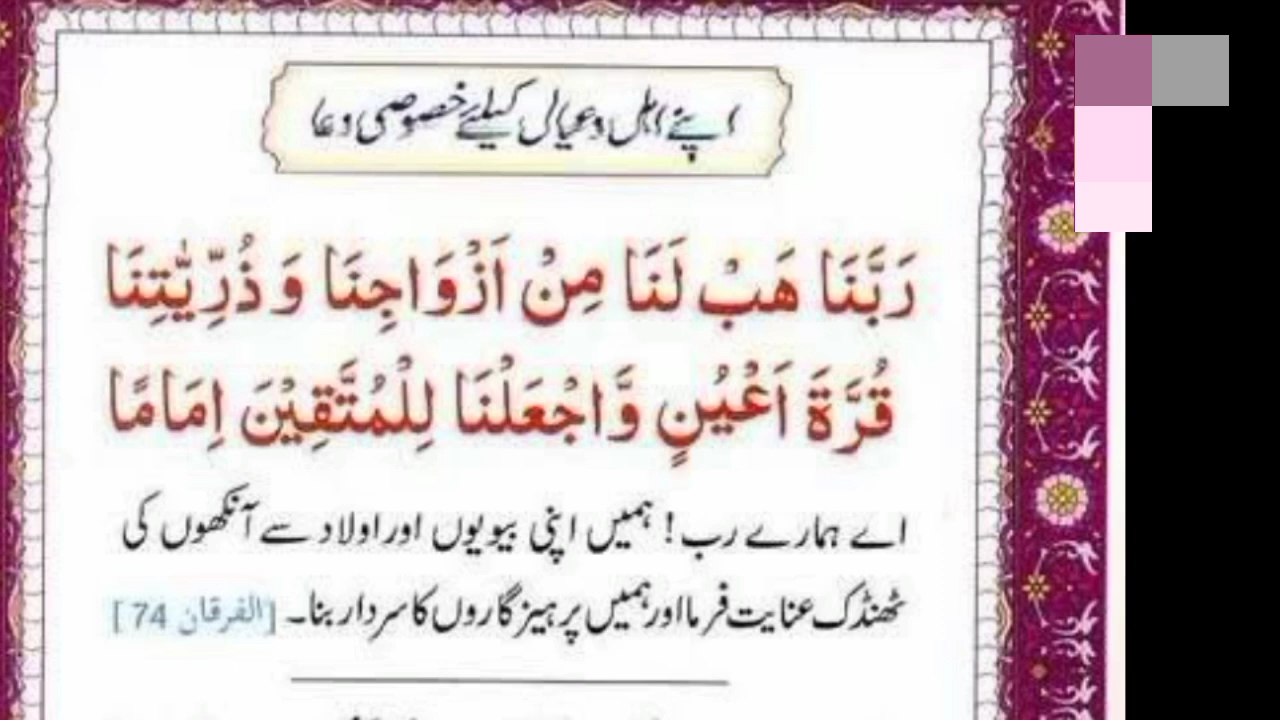 اپنے اہل وعیال کیلئے خصوصی دعا
رَبَّنَا هَبْ لَنَا مِنْ اَزْوَاجِنَا وَ ذُرِّيّٰتِنَا
قُرَّةَ اَعْيُنٍ وَّاجْعَلْنَا لِلْمُتَّقِيْنَ اِمَامًا
اے ہمارے رب! ہمیں اپنی بیویوں اور اولاد سے آنکھوں کی
ٹھنڈک عنایت فرما اور ہمیں پرہیزگاروں کا سردار بنا۔ [الفرقان 74]